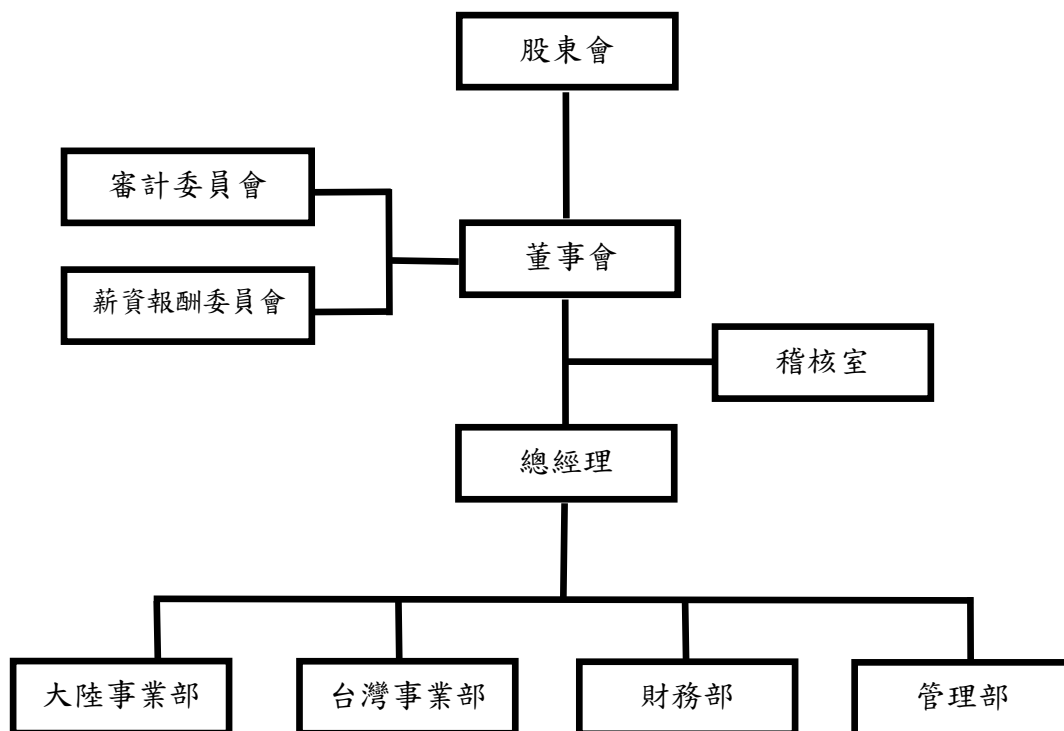 股東會
審計委員會
董事會
薪資報酬委員會
稽核室
總經理
大陸事業部
台灣事業部
財務部
管理部